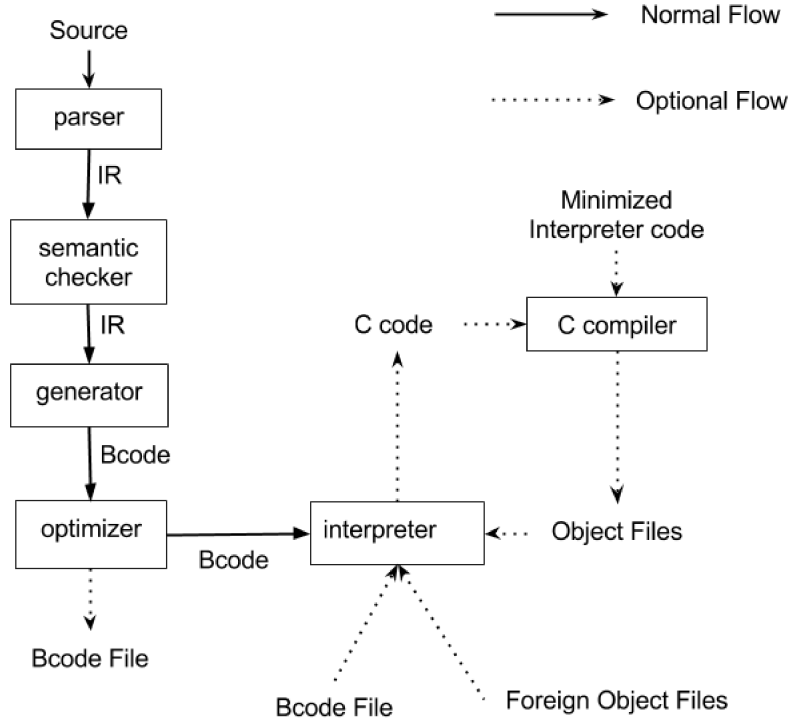 Source
Normal Flow
parser
Optional Flow
IR
semantic
checker
Minimized
Interpreter code
IR
C code
C compiler
generator
Bcode
optimizer
Bcode
interpreter
Object Files
Bcode File
Bcode File
Foreign Object Files